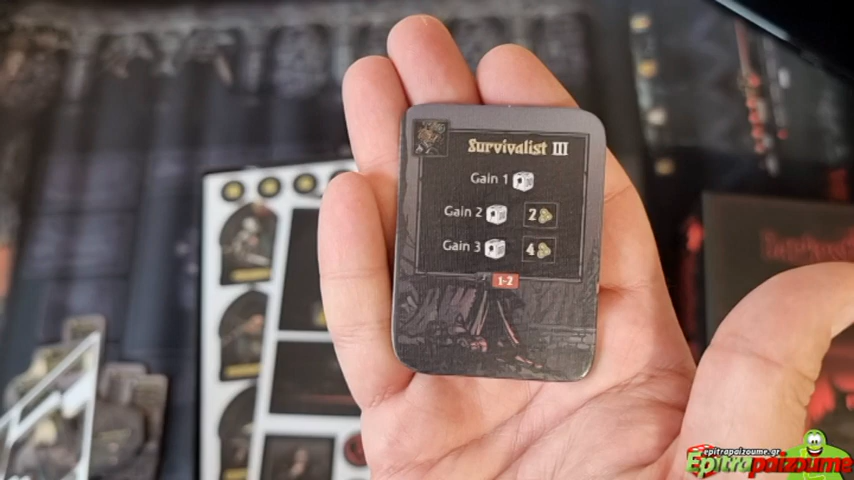 Survivalist III
Gain 1
Gain 2 2
Gain 3 4
1-2
epitrapaizoume.gr
Epitrapaizoume